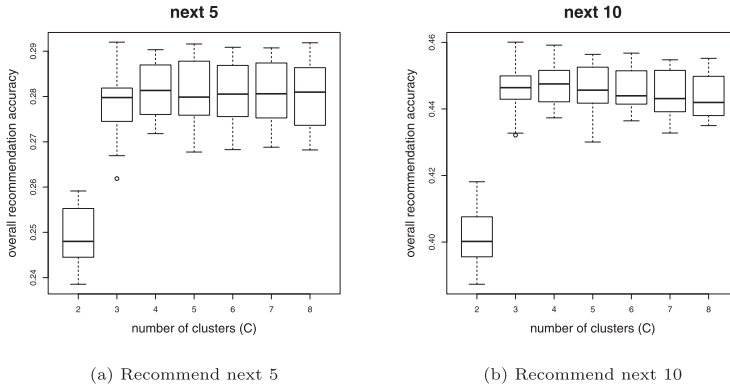 next 5
overall recommendation accuracy
0.29
0.28
0.27
0.26
0.25
0.24
2 3 4 5 6 7 8
number of clusters (C)
(a) Recommend next 5
next 10
overall recommendation accuracy
0.46
0.44
0.42
0.40
2 3 4 5 6 7 8
number of clusters (C)
(b) Recommend next 10